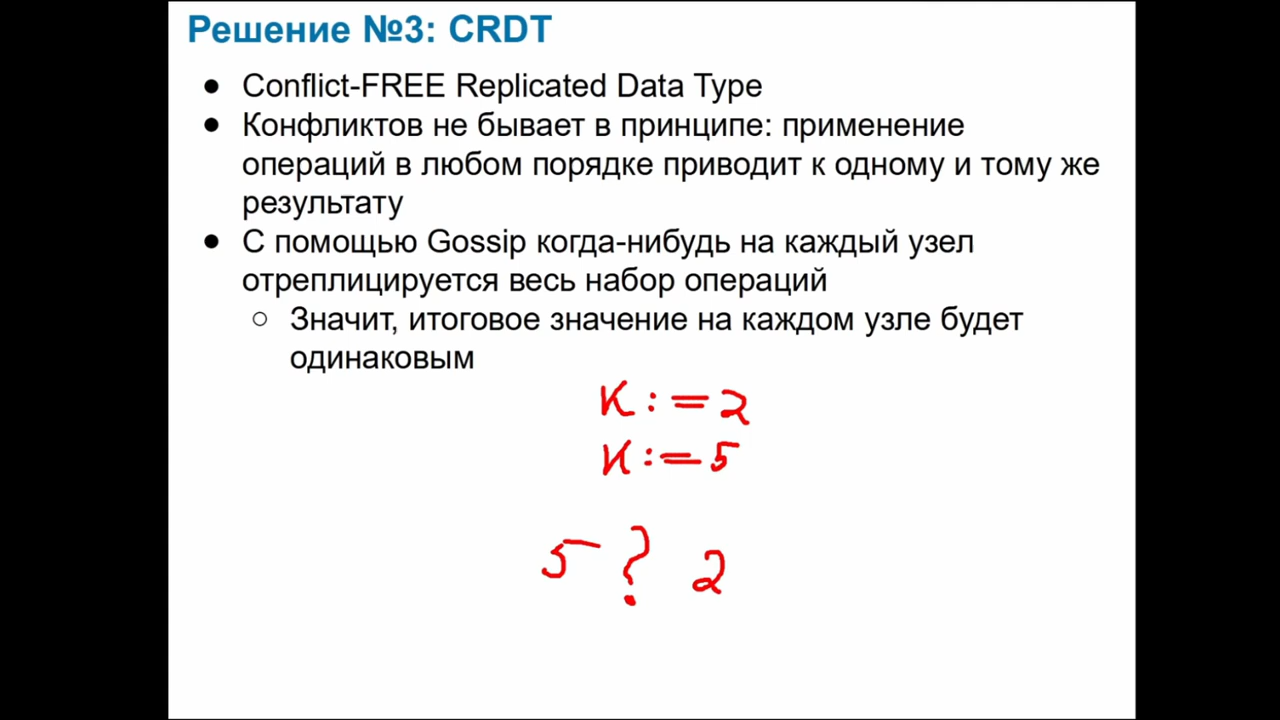 Решение №3: CRDT
● Conflict-FREE Replicated Data Type
● Конфликтов не бывает в принципе: применение
операций в любом порядке приводит к одному и тому же
результату
● С помощью Gossip когда-нибудь на каждый узел
отреплицируется весь набор операций
○ Значит, итоговое значение на каждом узле будет
одинаковым
K := 2
K := 5
5 ? 2